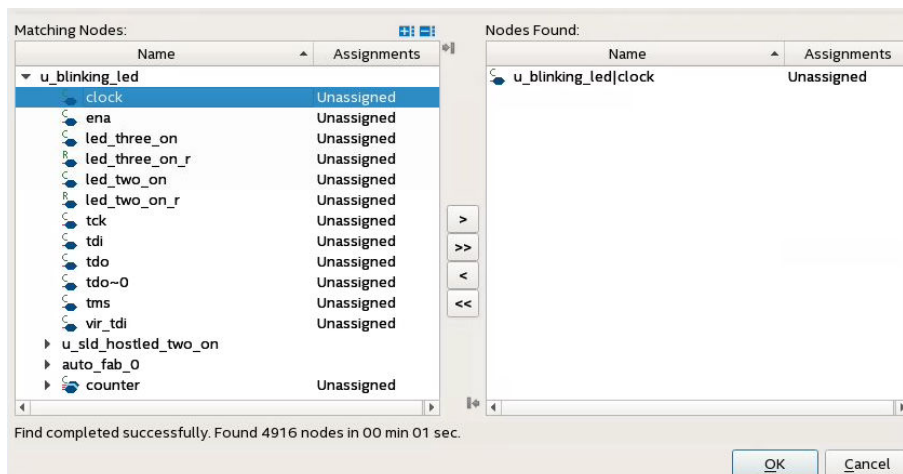 Matching Nodes:
Name Assignments
u_blinking_led
clock Unassigned
ena Unassigned
led_three_on Unassigned
led_three_on_r Unassigned
led_two_on Unassigned
led_two_on_r Unassigned
tck Unassigned
tdi Unassigned
tdo Unassigned
tdo~0 Unassigned
tms Unassigned
vir_tdi Unassigned
u_sld_hostled_two_on
auto_fab_0
counter Unassigned
>
>>
<
<<
Nodes Found:
Name Assignments
u_blinking_led|clock Unassigned
Find completed successfully. Found 4916 nodes in 00 min 01 sec.
OK Cancel